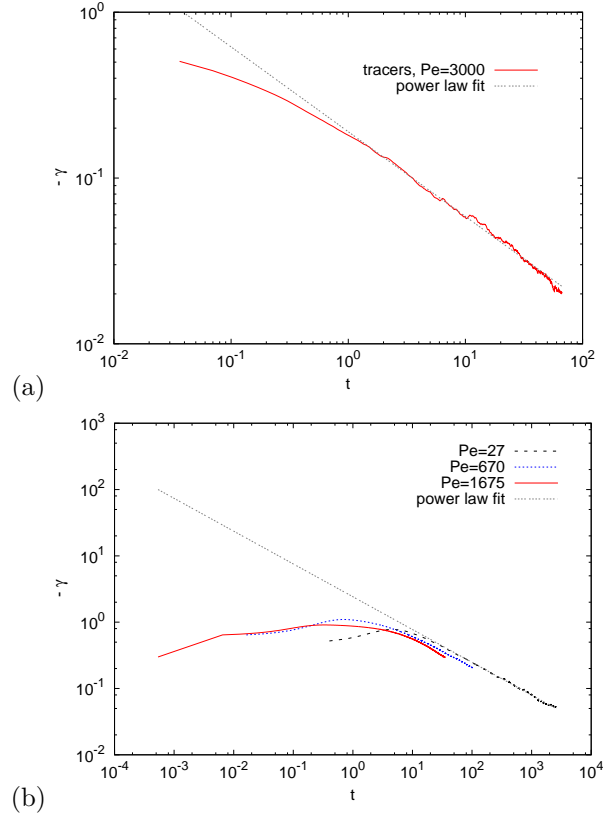 10^0
tracers, Pe=3000
power law fit
10^-1
- γ
10^-2
10^-2 10^-1 10^0 10^1 10^2
t
(a)
10^3
Pe=27
Pe=670
Pe=1675
power law fit
10^2
10^1
- γ
10^0
10^-1
10^-2
10^-4 10^-3 10^-2 10^-1 10^0 10^1 10^2 10^3 10^4
t
(b)